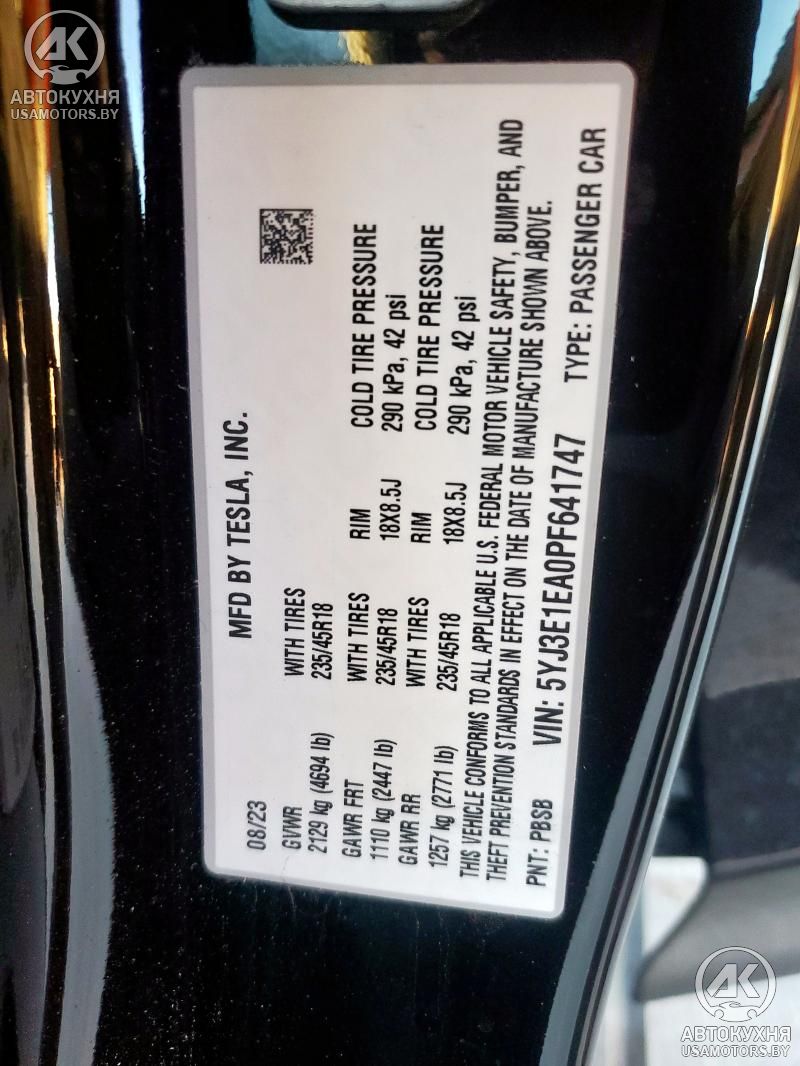 AK
АВТОКУХНЯ
USAMOTORS.BY
08/23 MFD BY TESLA, INC.
GVWR WITH TIRES
2129 kg (4694 lb) 235/45R18
GAWR FRT WITH TIRES RIM COLD TIRE PRESSURE
1110 kg (2447 lb) 235/45R18 18X8.5J 290 kPa, 42 psi
GAWR RR WITH TIRES RIM COLD TIRE PRESSURE
1257 kg (2771 lb) 235/45R18 18X8.5J 290 kPa, 42 psi
THIS VEHICLE CONFORMS TO ALL APPLICABLE U.S. FEDERAL MOTOR VEHICLE SAFETY, BUMPER, AND
THEFT PREVENTION STANDARDS IN EFFECT ON THE DATE OF MANUFACTURE SHOWN ABOVE.
PNT: PBSB VIN: 5YJ3E1EA0PF641747 TYPE: PASSENGER CAR
AK
АВТОКУХНЯ
USAMOTORS.BY